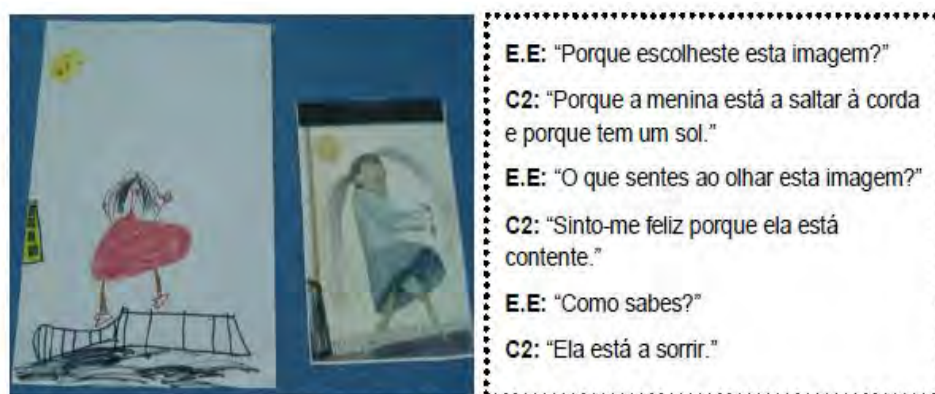 E.E: “Porque escolheste esta imagem?”
C2: “Porque a menina está a saltar à corda
e porque tem um sol.”
E.E: “O que sentes ao olhar esta imagem?”
C2: “Sinto-me feliz porque ela está
contente.”
E.E: “Como sabes?”
C2: “Ela está a sorrir.”